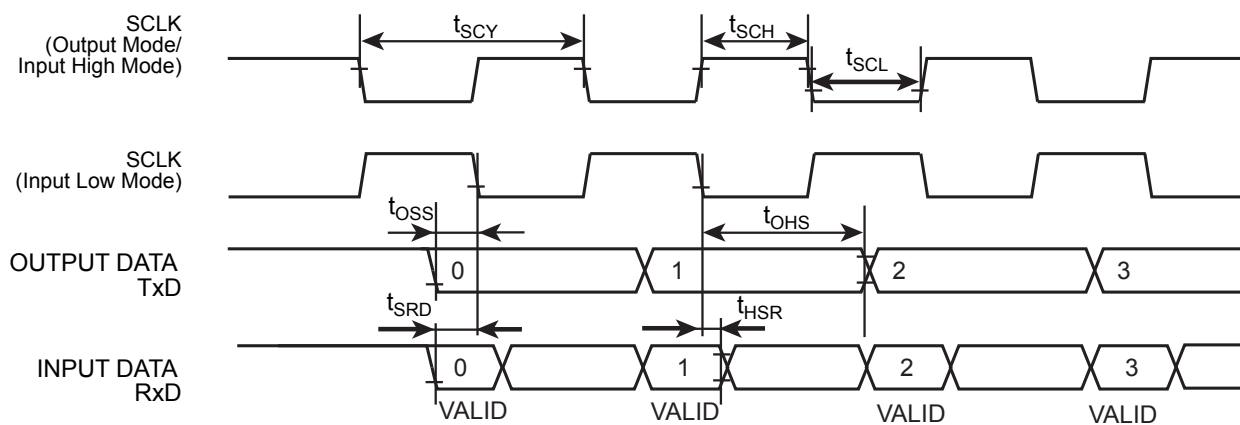 SCLK
(Output Mode/
Input High Mode)
tSCY
tSCH
tSCL
SCLK
(Input Low Mode)
tOSS
tOHS
OUTPUT DATA
TxD
0
1
2
3
tSRD
tHSR
INPUT DATA
RxD
0
1
2
3
VALID
VALID
VALID
VALID